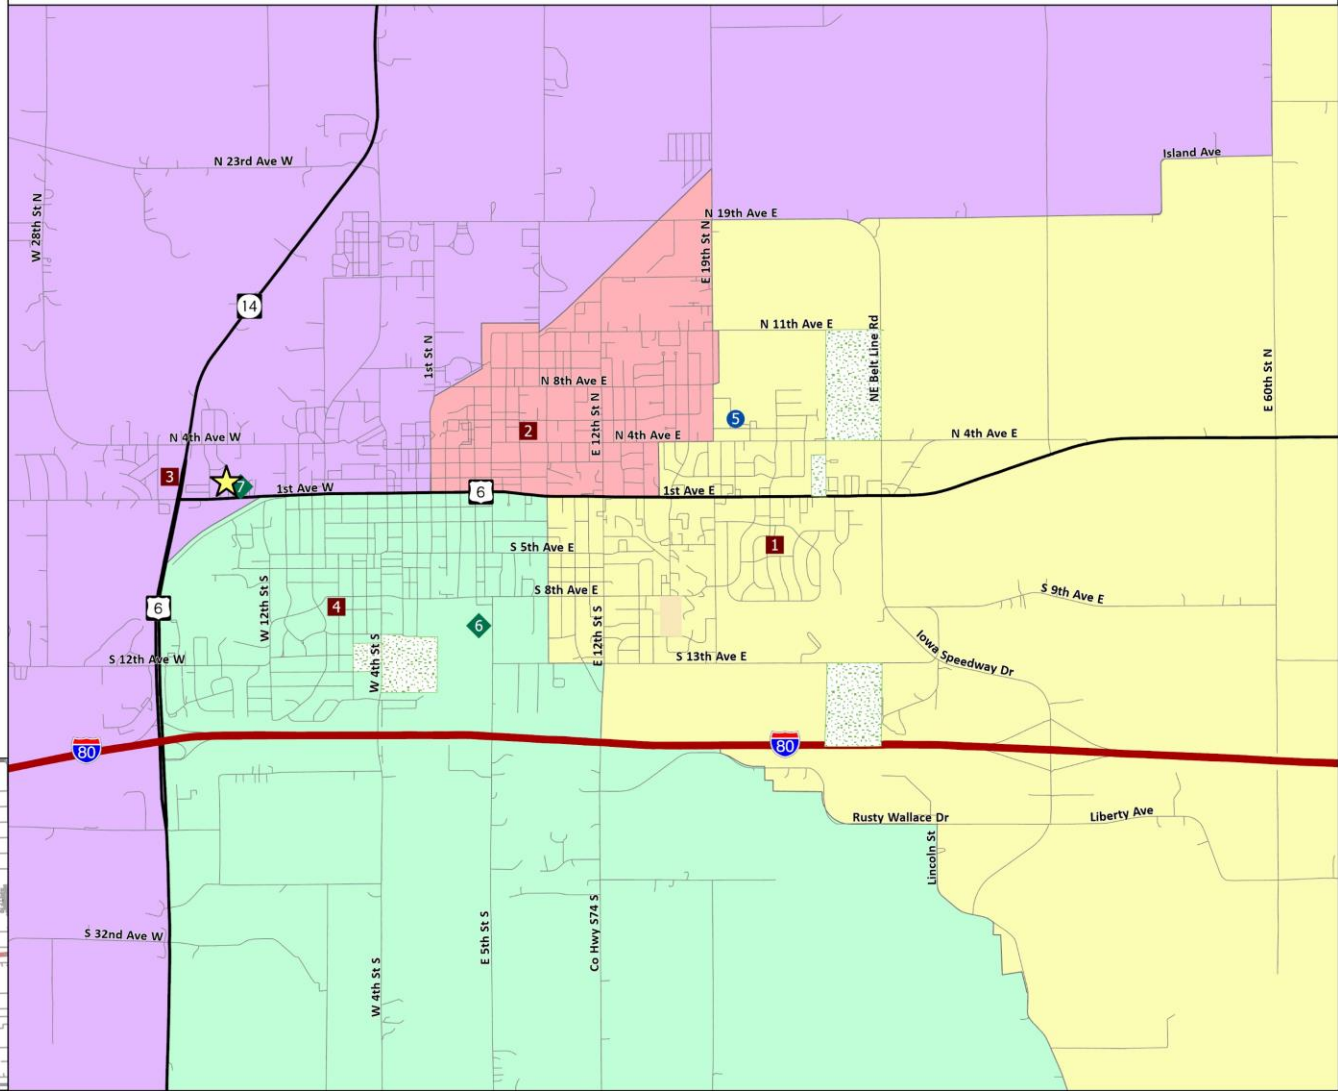 Island Ave
N 23rd Ave W
W 28th St N
N 19th Ave E
E 19th St N
14
N 11th Ave E
NE Belt Line Rd
1st St N
E 60th St N
N 8th Ave E
E 12th St N
5
2
N 4th Ave W
N 4th Ave E
N 4th Ave E
3
7
1st Ave W
6
1st Ave E
1
S 5th Ave E
S 8th Ave E
S 9th Ave E
6
W 12th St S
4
6
E 12th St S
Iowa Speedway Dr
W 4th St S
S 12th Ave W
S 13th Ave E
80
80
Rusty Wallace Dr
Liberty Ave
Lincoln St
S 32nd Ave W
E 5th St S
Co Hwy S74 S
W 4th St S